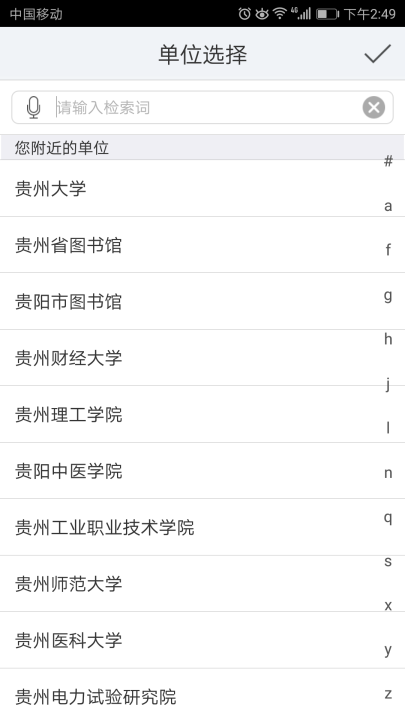 中国移动 4G 下午2:49
单位选择
请输入检索词
您附近的单位
#
贵州大学
a
贵州省图书馆
f
贵阳市图书馆
g
h
贵州财经大学
j
贵州理工学院
l
贵阳中医学院
n
q
贵州工业职业技术学院
s
贵州师范大学
x
贵州医科大学
y
贵州电力试验研究院
z